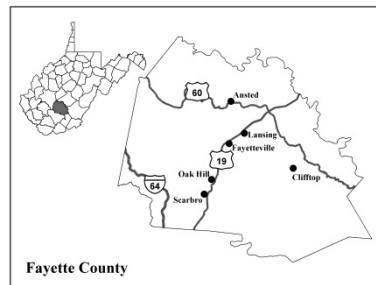 60
Ansted
Lansing
Fayetteville
19
Oak Hill
Clifftop
64
Scarbro
Fayette County